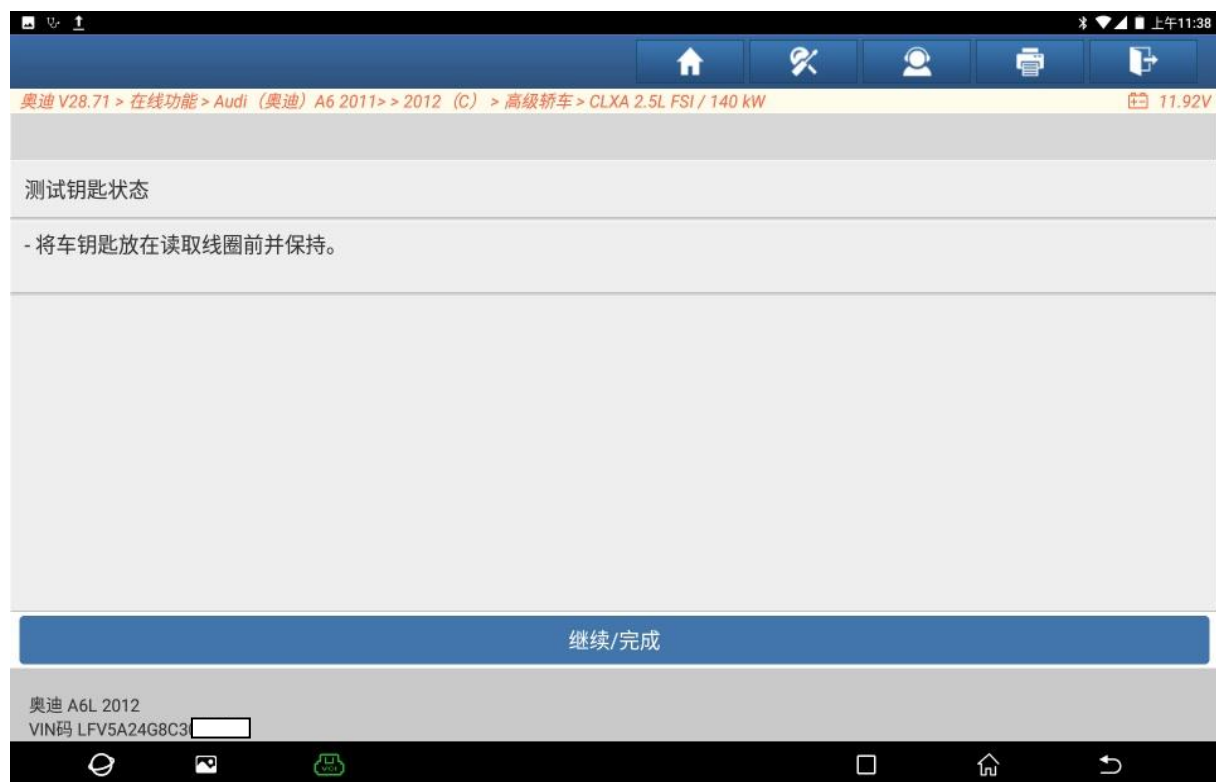 上午11:38
奥迪 V28.71 > 在线功能 > Audi（奥迪）A6 2011> > 2012（C）> 高级轿车 > CLXA 2.5L FSI / 140 kW
11.92V
测试钥匙状态
- 将车钥匙放在读取线圈前并保持。
继续/完成
奥迪 A6L 2012
VIN码 LFV5A24G8C3
VCI